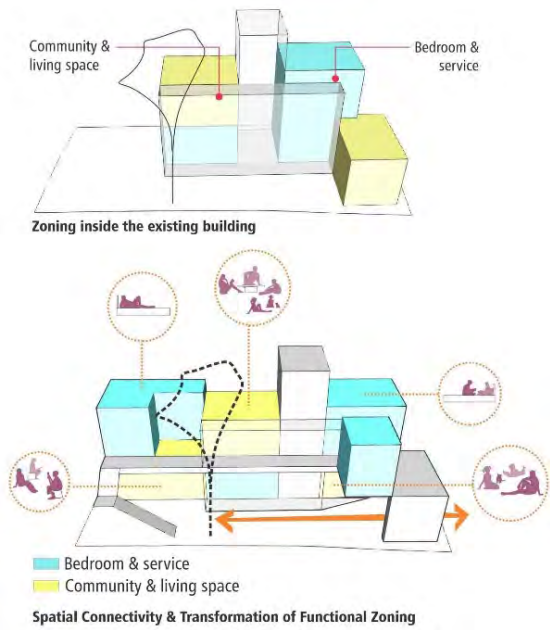 Community &
living space
Bedroom &
service
Zoning inside the existing building
Bedroom & service
Community & living space
Spatial Connectivity & Transformation of Functional Zoning